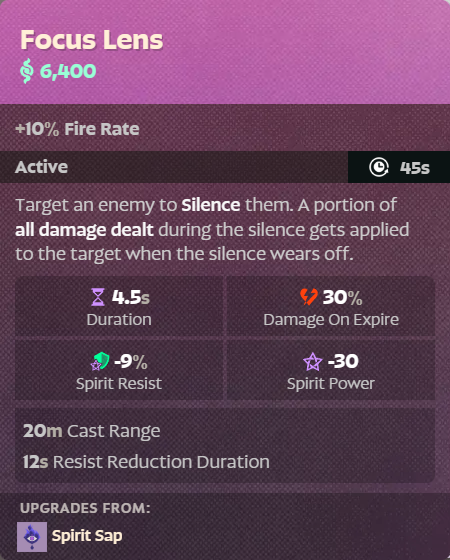 Focus Lens
6,400
+10% Fire Rate
Active 45s
Target an enemy to Silence them. A portion of
all damage dealt during the silence gets applied
to the target when the silence wears off.
4.5s 30%
Duration Damage On Expire
-9% -30
Spirit Resist Spirit Power
20m Cast Range
12s Resist Reduction Duration
UPGRADES FROM:
Spirit Sap